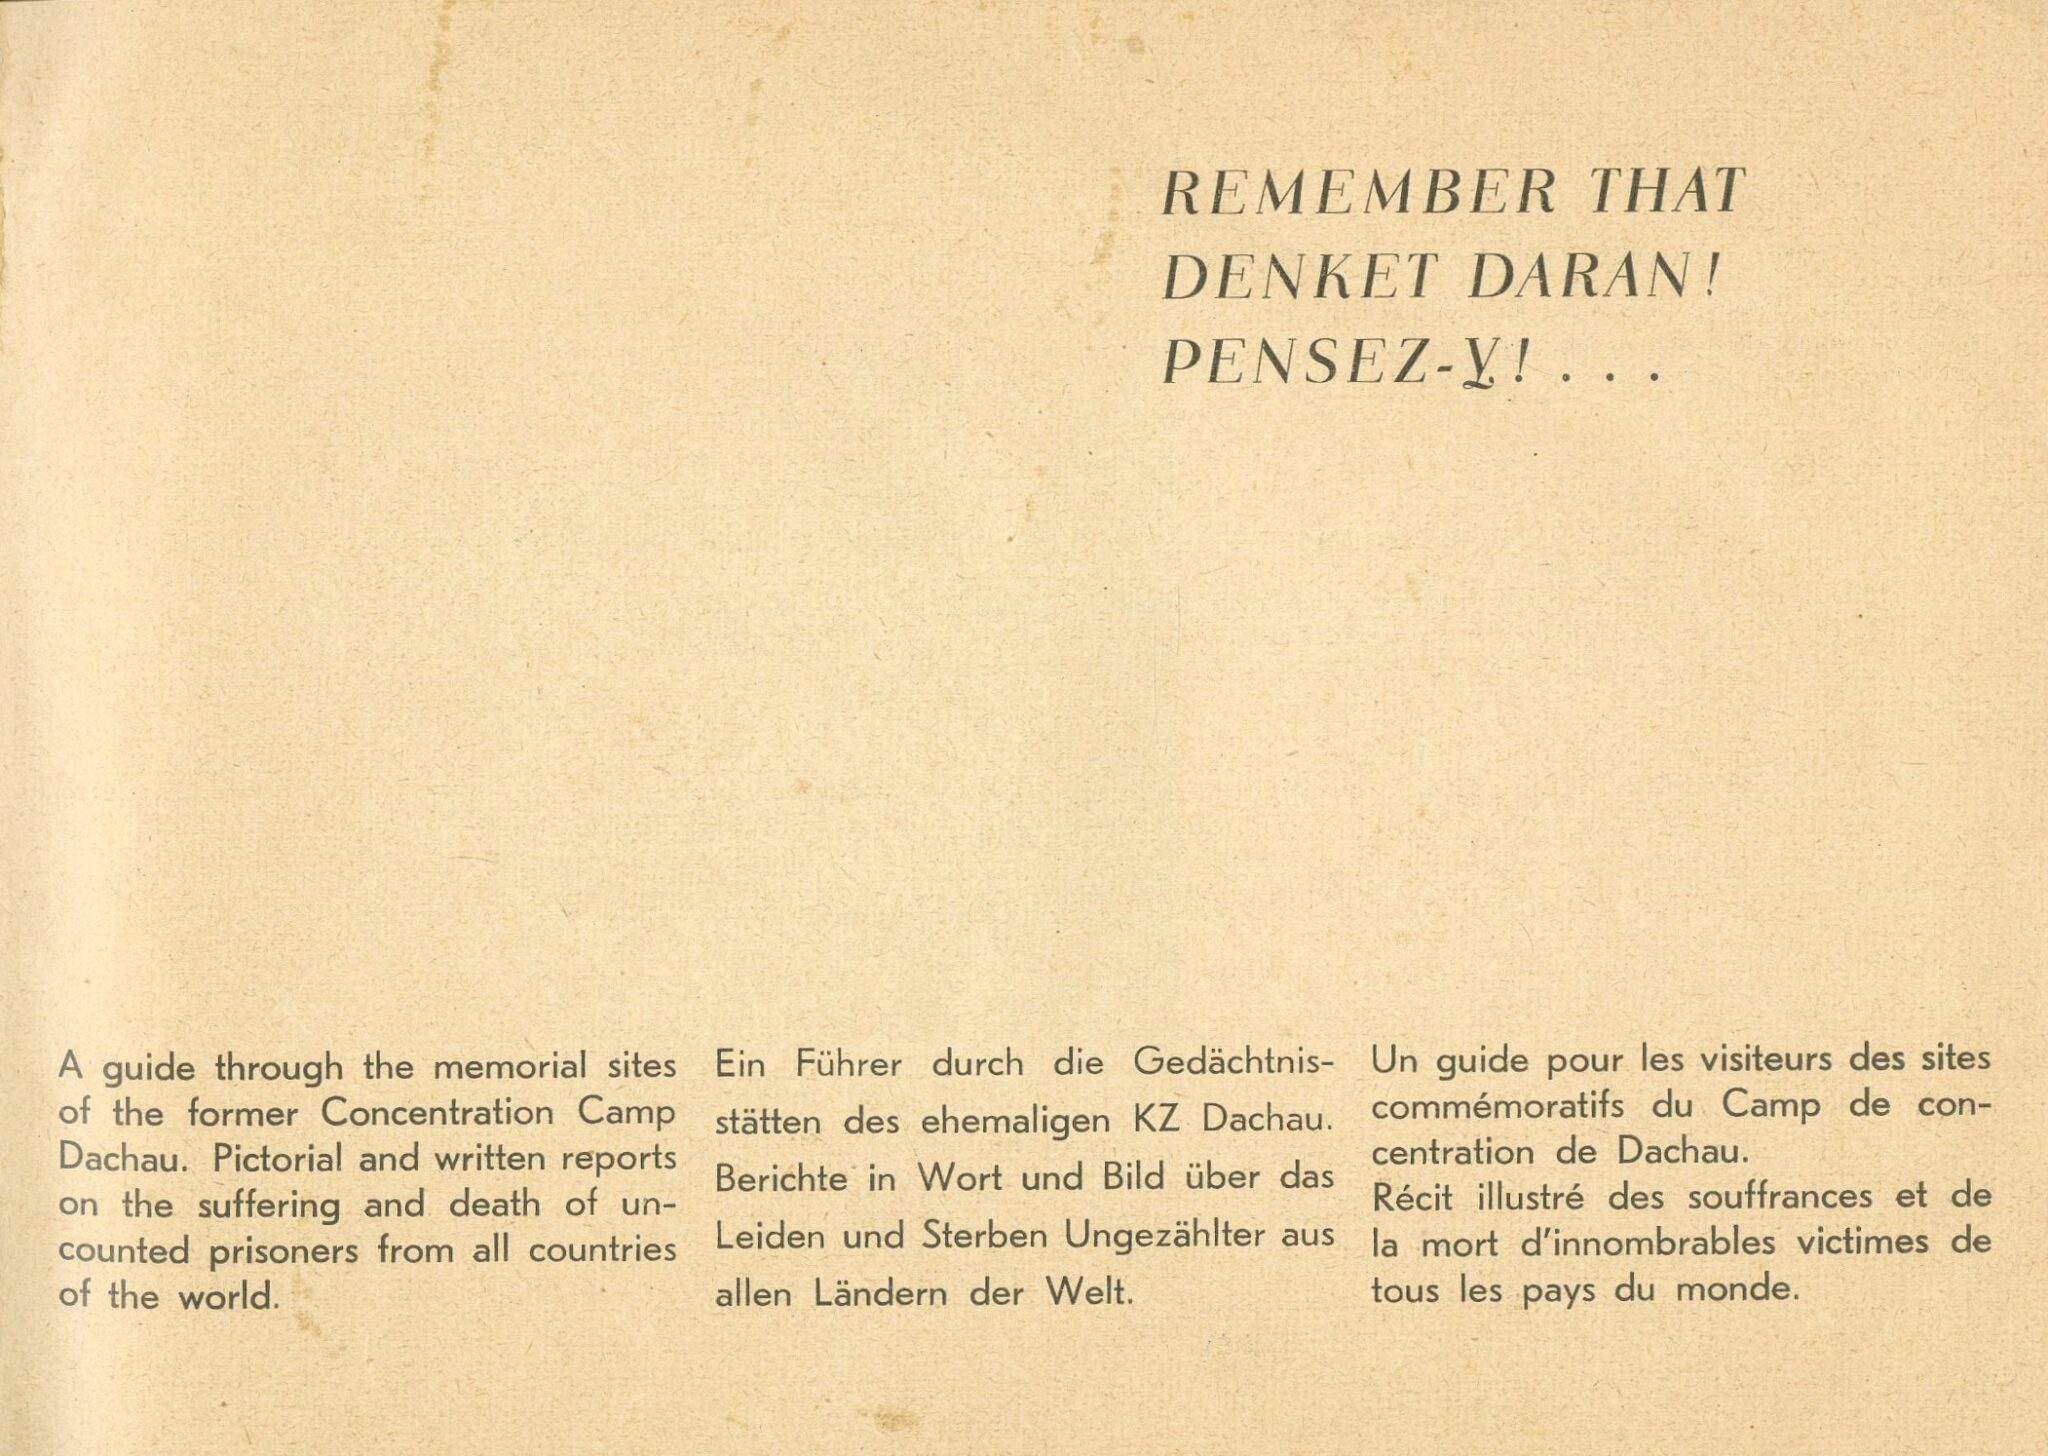 REMEMBER THAT
DENKET DARAN!
PENSEZ-Y! . . .
A guide through the memorial sites
of the former Concentration Camp
Dachau. Pictorial and written reports
on the suffering and death of un-
counted prisoners from all countries
of the world.
Ein Führer durch die Gedächtnis-
stätten des ehemaligen KZ Dachau.
Berichte in Wort und Bild über das
Leiden und Sterben Ungezählter aus
allen Ländern der Welt.
Un guide pour les visiteurs des sites
commémoratifs du Camp de con-
centration de Dachau.
Récit illustré des souffrances et de
la mort d'innombrables victimes de
tous les pays du monde.